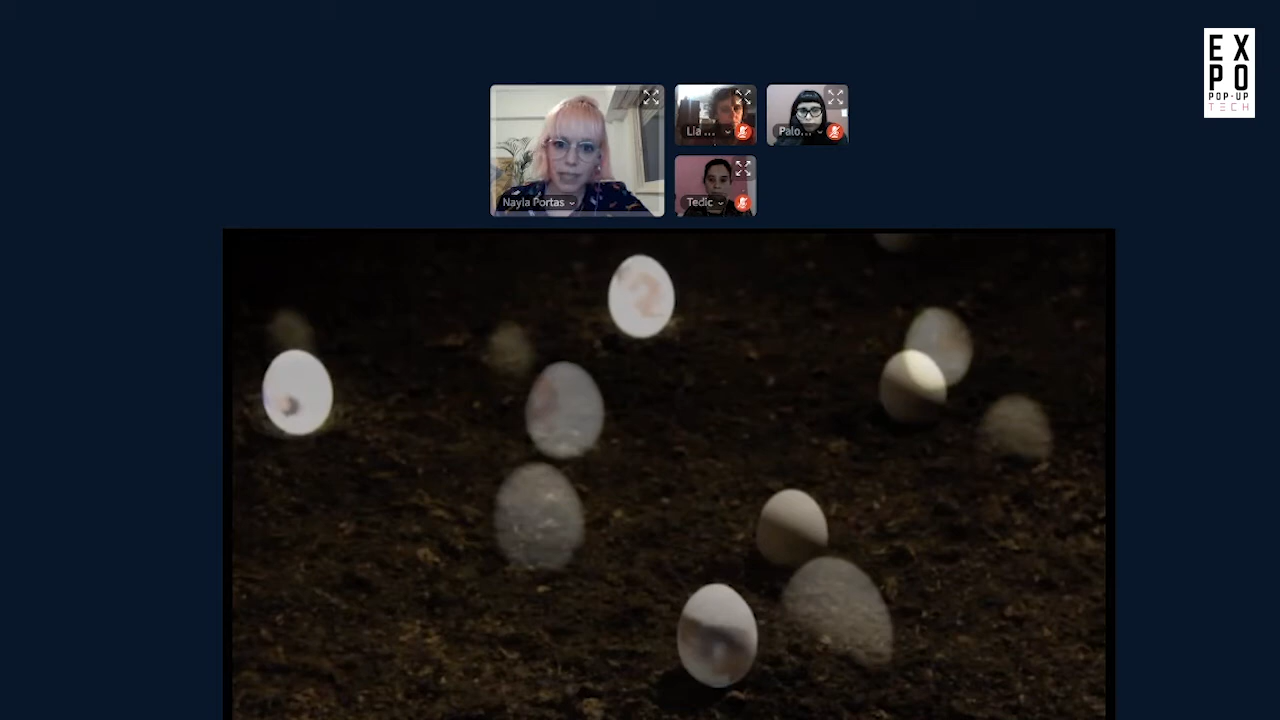 EX
PO
POP-UP
TECH
Lia ...
Palo...
Nayla Portas
Tedic